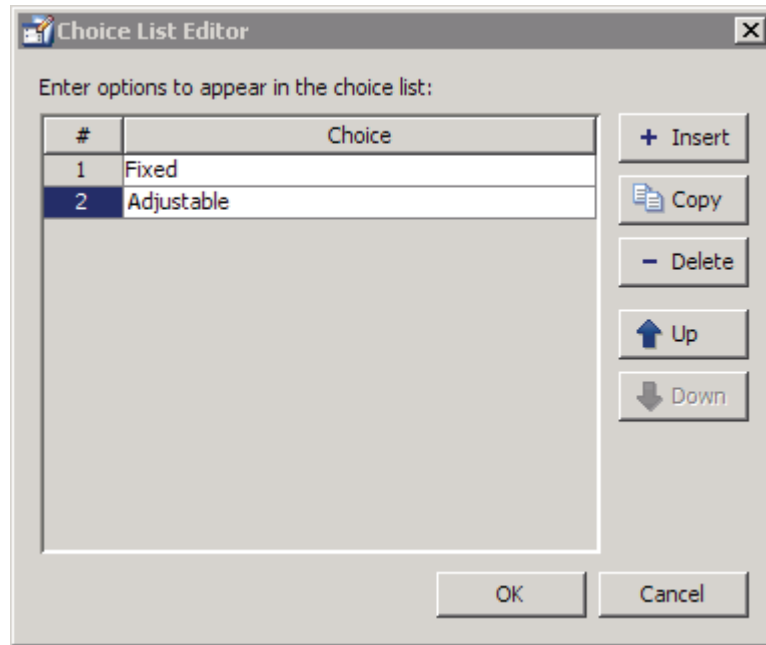 Choice List Editor
Enter options to appear in the choice list:
# Choice
1 Fixed
2 Adjustable
+ Insert
Copy
− Delete
Up
Down
OK Cancel